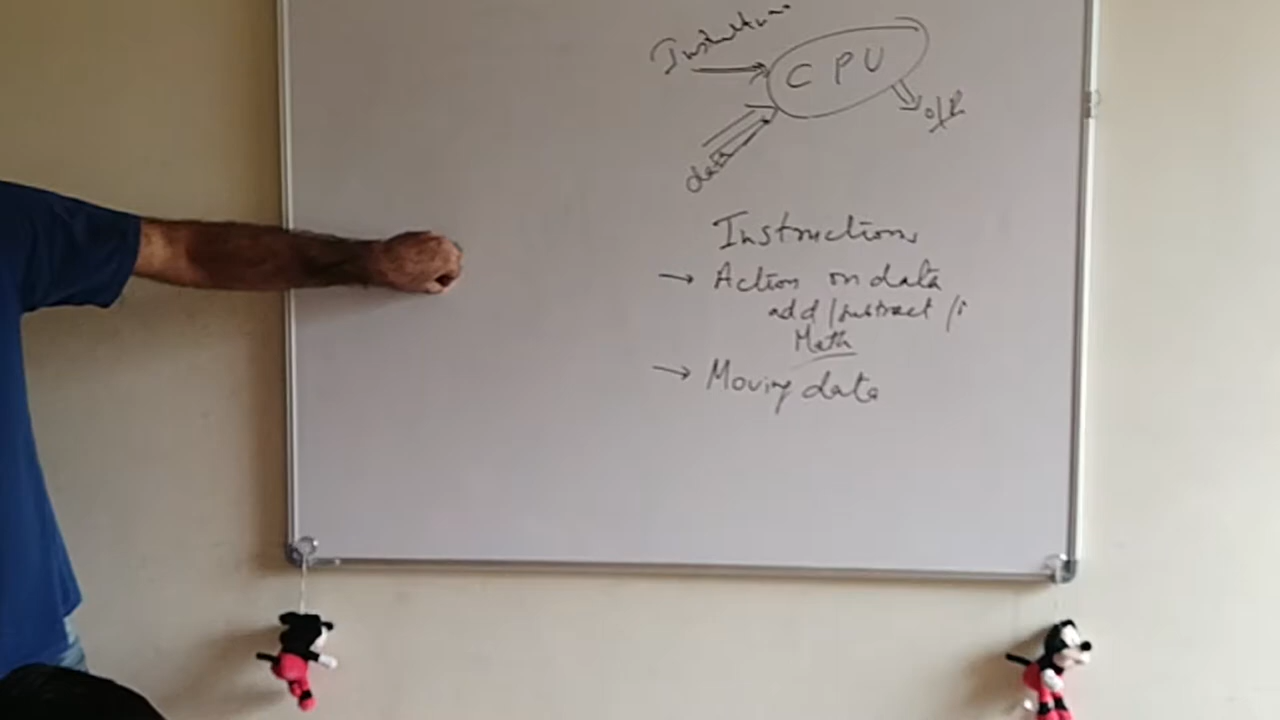 Instructions
CPU
o/p
data
Instructions
→ Action on data
add / subtract /
Math
→ Moving data